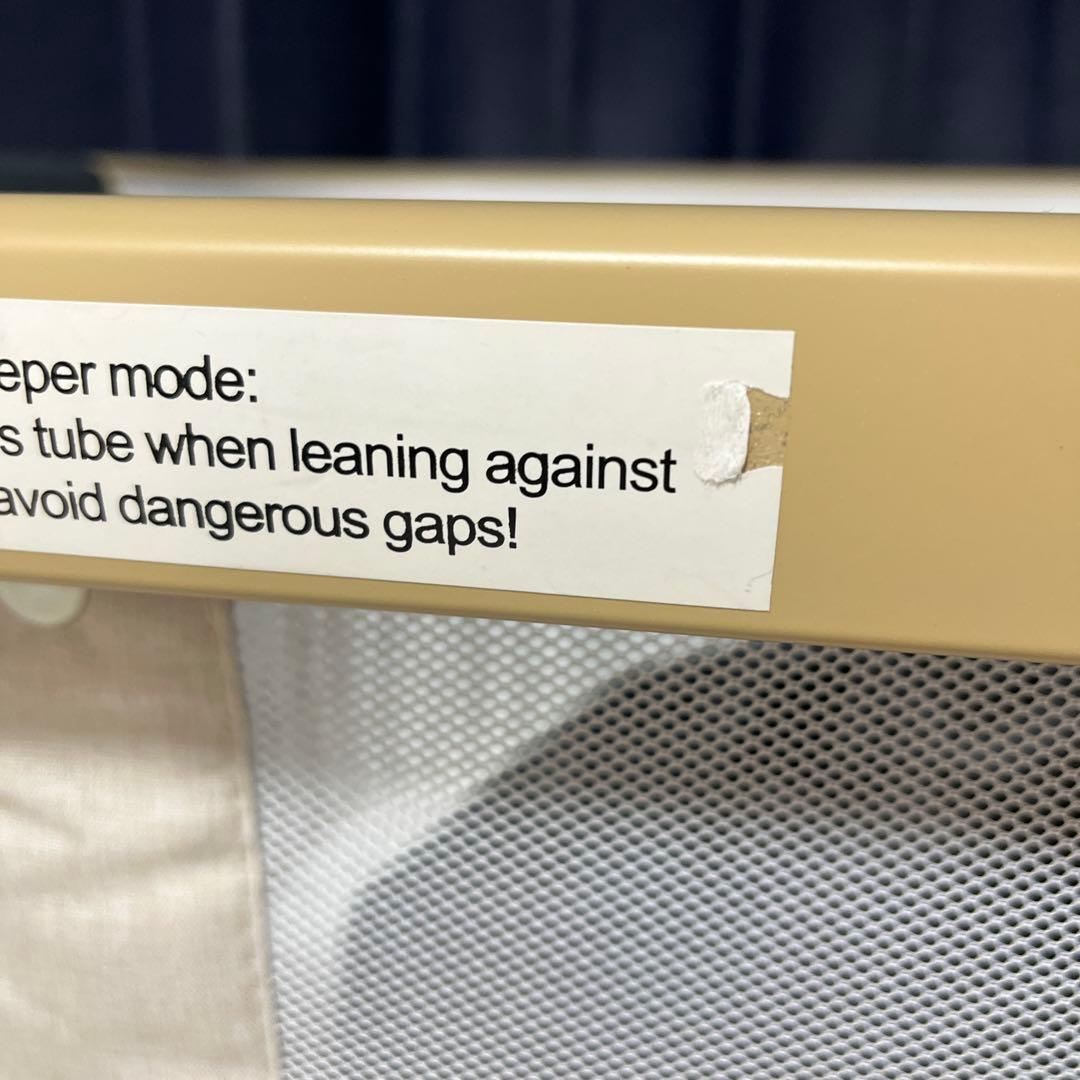 eper mode:
s tube when leaning against
avoid dangerous gaps!